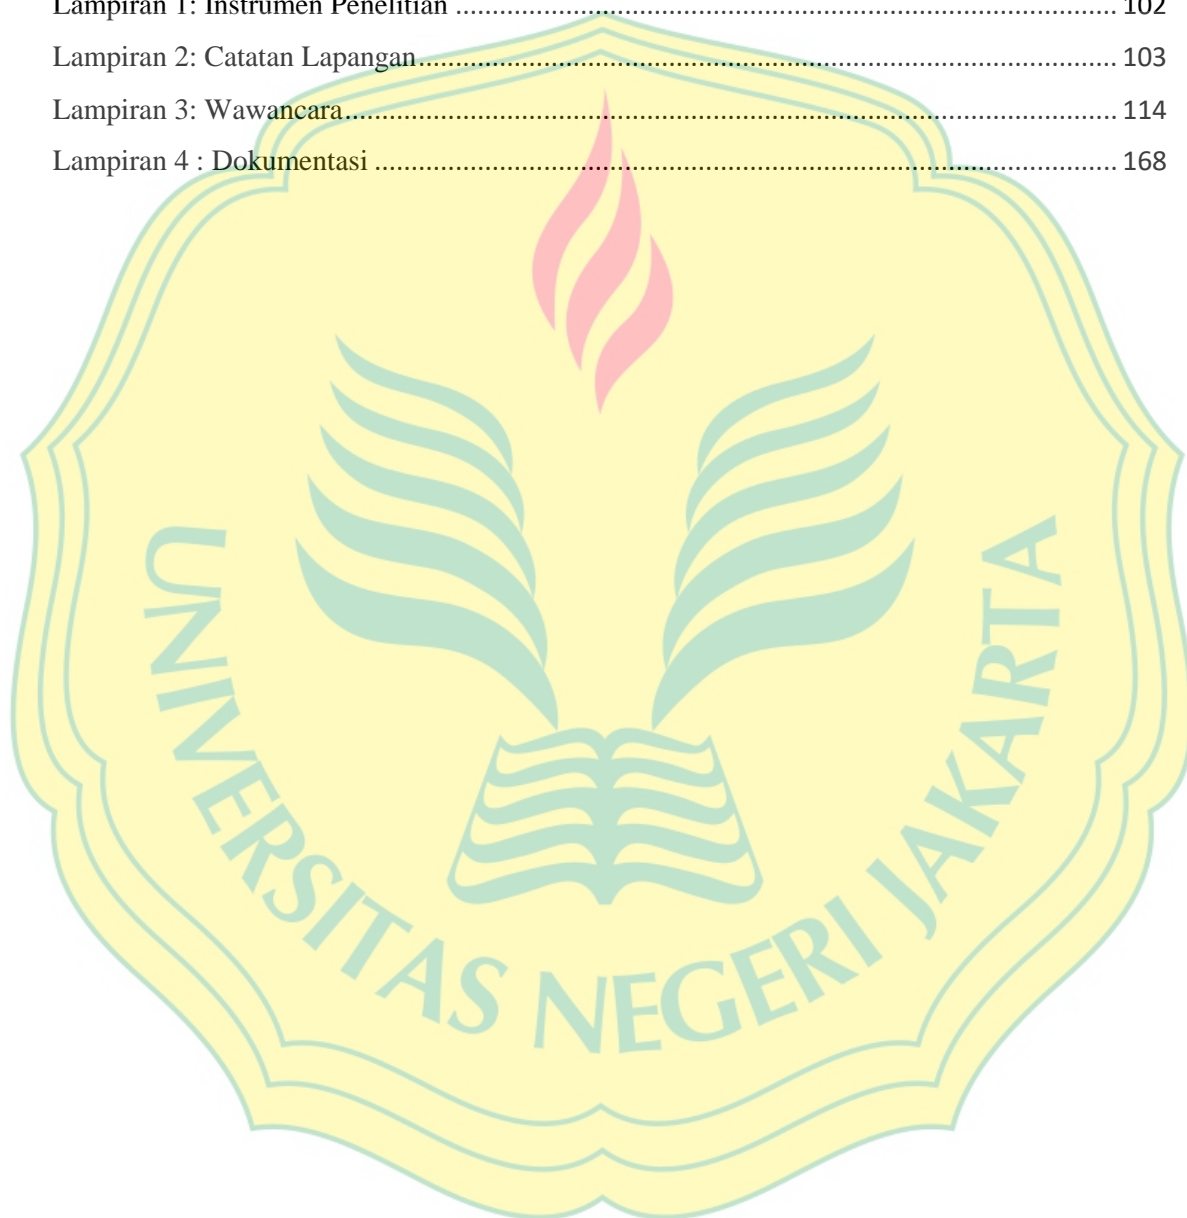 Lampiran 1: Instrumen Penelitian ........................................................................................ 102
Lampiran 2: Catatan Lapangan............................................................................................. 103
Lampiran 3: Wawancara...................................................................................................... 114
Lampiran 4 : Dokumentasi .................................................................................................. 168
UNIVERSITAS NEGERI JAKARTA